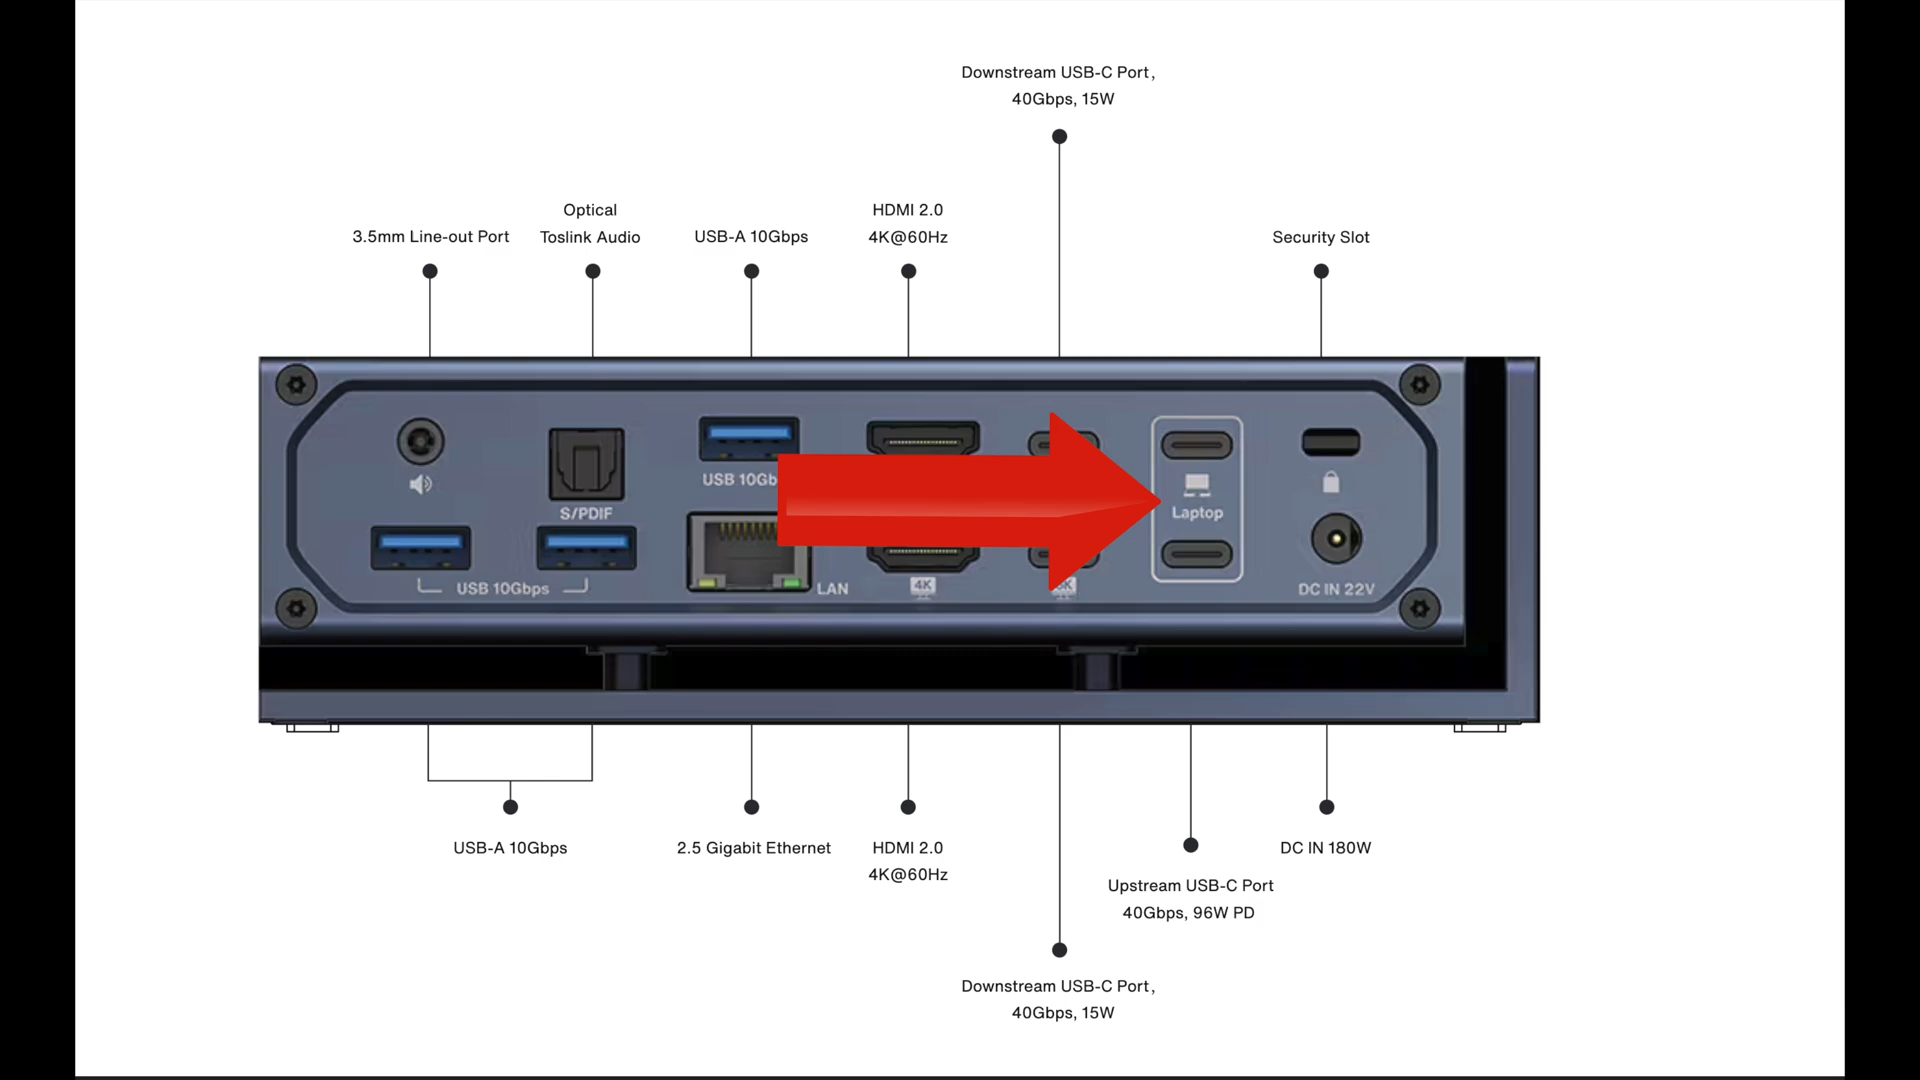 Downstream USB-C Port,
40Gbps, 15W
3.5mm Line-out Port
Optical
Toslink Audio
USB-A 10Gbps
HDMI 2.0
4K@60Hz
Security Slot
USB 10Gb
S/PDIF
Laptop
USB 10Gbps
LAN
4K
DC IN 22V
USB-A 10Gbps
2.5 Gigabit Ethernet
HDMI 2.0
4K@60Hz
DC IN 180W
Upstream USB-C Port
40Gbps, 96W PD
Downstream USB-C Port,
40Gbps, 15W